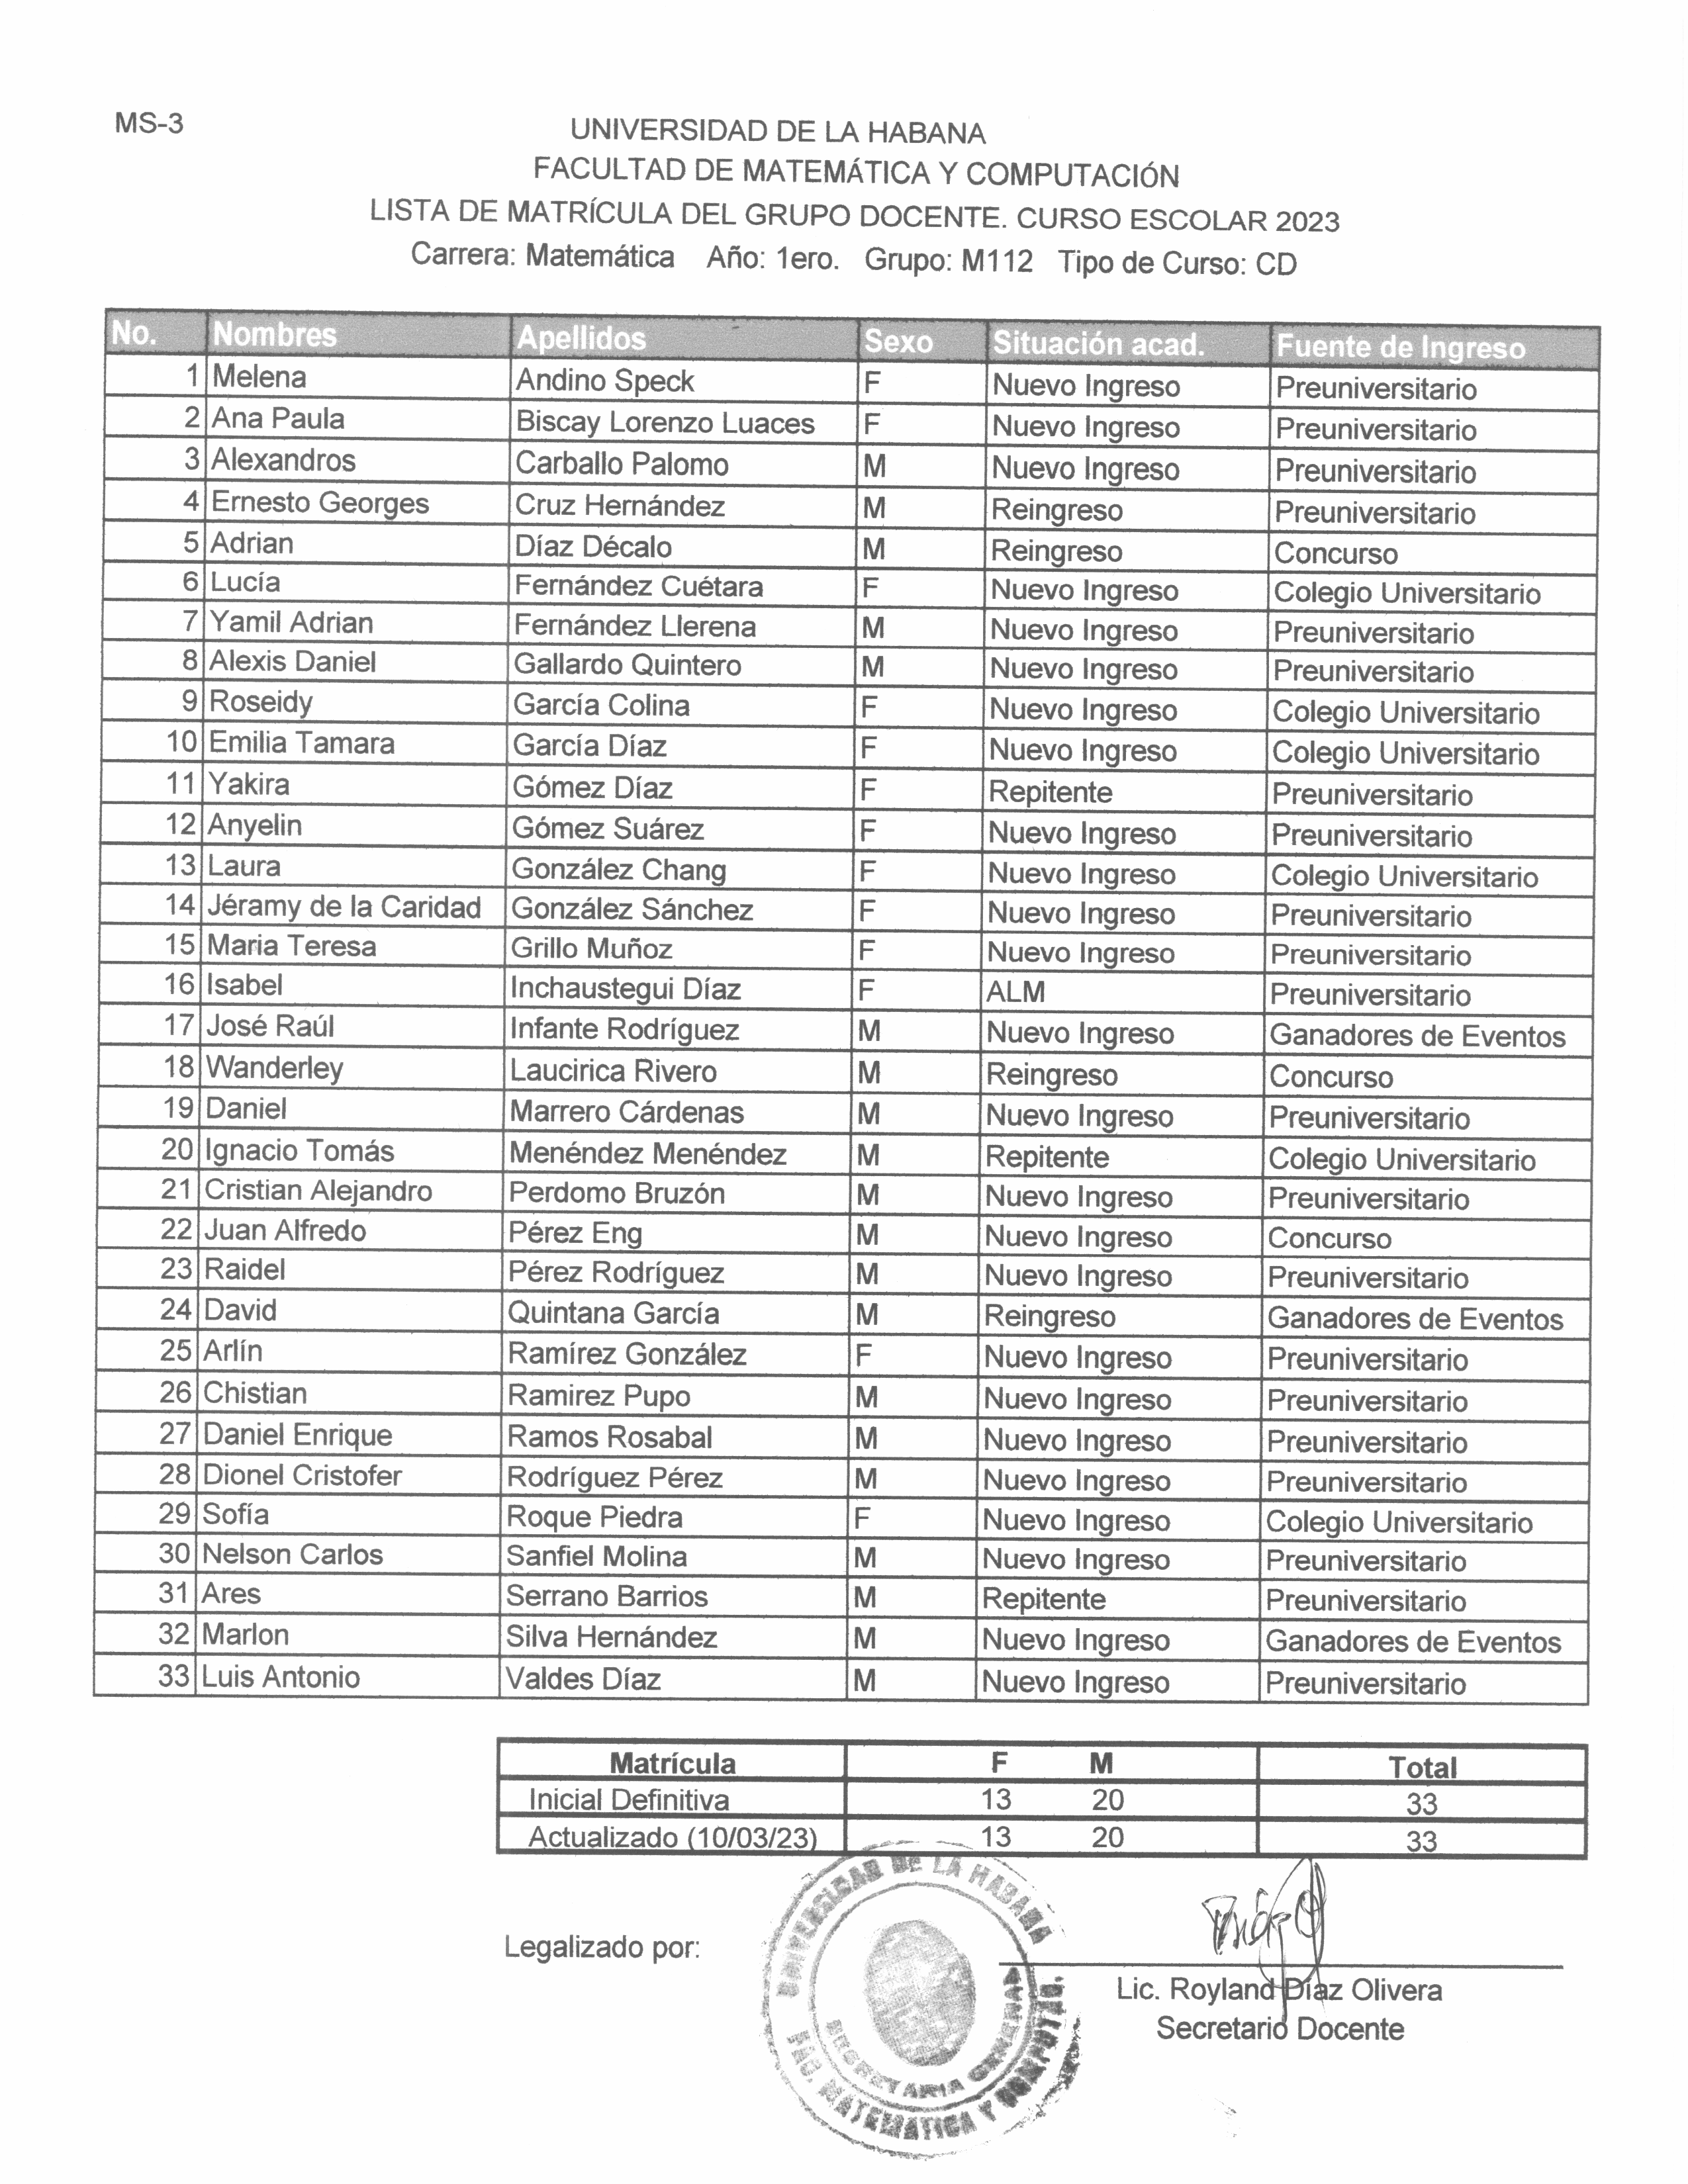 MS-3
UNIVERSIDAD DE LA HABANA
FACULTAD DE MATEMÁTICA Y COMPUTACIÓN
LISTA DE MATRÍCULA DEL GRUPO DOCENTE. CURSO ESCOLAR 2023
Carrera: Matemática Año: 1ero. Grupo: M112 Tipo de Curso: CD
No. Nombres Apellidos Sexo Situación acad. Fuente de Ingreso
1 Melena Andino Speck F Nuevo Ingreso Preuniversitario
2 Ana Paula Biscay Lorenzo Luaces F Nuevo Ingreso Preuniversitario
3 Alexandros Carballo Palomo M Nuevo Ingreso Preuniversitario
4 Ernesto Georges Cruz Hernández M Reingreso Preuniversitario
5 Adrian Díaz Décalo M Reingreso Concurso
6 Lucía Fernández Cuétara F Nuevo Ingreso Colegio Universitario
7 Yamil Adrian Fernández Llerena M Nuevo Ingreso Preuniversitario
8 Alexis Daniel Gallardo Quintero M Nuevo Ingreso Preuniversitario
9 Roseidy García Colina F Nuevo Ingreso Colegio Universitario
10 Emilia Tamara García Díaz F Nuevo Ingreso Colegio Universitario
11 Yakira Gómez Díaz F Repitente Preuniversitario
12 Anyelin Gómez Suárez F Nuevo Ingreso Preuniversitario
13 Laura González Chang F Nuevo Ingreso Colegio Universitario
14 Jéramy de la Caridad González Sánchez F Nuevo Ingreso Preuniversitario
15 Maria Teresa Grillo Muñoz F Nuevo Ingreso Preuniversitario
16 Isabel Inchaustegui Díaz F ALM Preuniversitario
17 José Raúl Infante Rodríguez M Nuevo Ingreso Ganadores de Eventos
18 Wanderley Laucirica Rivero M Reingreso Concurso
19 Daniel Marrero Cárdenas M Nuevo Ingreso Preuniversitario
20 Ignacio Tomás Menéndez Menéndez M Repitente Colegio Universitario
21 Cristian Alejandro Perdomo Bruzón M Nuevo Ingreso Preuniversitario
22 Juan Alfredo Pérez Eng M Nuevo Ingreso Concurso
23 Raidel Pérez Rodríguez M Nuevo Ingreso Preuniversitario
24 David Quintana García M Reingreso Ganadores de Eventos
25 Arlín Ramírez González F Nuevo Ingreso Preuniversitario
26 Chistian Ramirez Pupo M Nuevo Ingreso Preuniversitario
27 Daniel Enrique Ramos Rosabal M Nuevo Ingreso Preuniversitario
28 Dionel Cristofer Rodríguez Pérez M Nuevo Ingreso Preuniversitario
29 Sofía Roque Piedra F Nuevo Ingreso Colegio Universitario
30 Nelson Carlos Sanfiel Molina M Nuevo Ingreso Preuniversitario
31 Ares Serrano Barrios M Repitente Preuniversitario
32 Marlon Silva Hernández M Nuevo Ingreso Ganadores de Eventos
33 Luis Antonio Valdes Díaz M Nuevo Ingreso Preuniversitario
Matrícula F M Total
Inicial Definitiva 13 20 33
Actualizado (10/03/23) 13 20 33
UNIVERSIDAD DE LA HABANA
SECRETARIA GENERAL
FAC. MATEMATICA Y COMPUTAC.
Legalizado por:
Lic. Royland Díaz Olivera
Secretario Docente